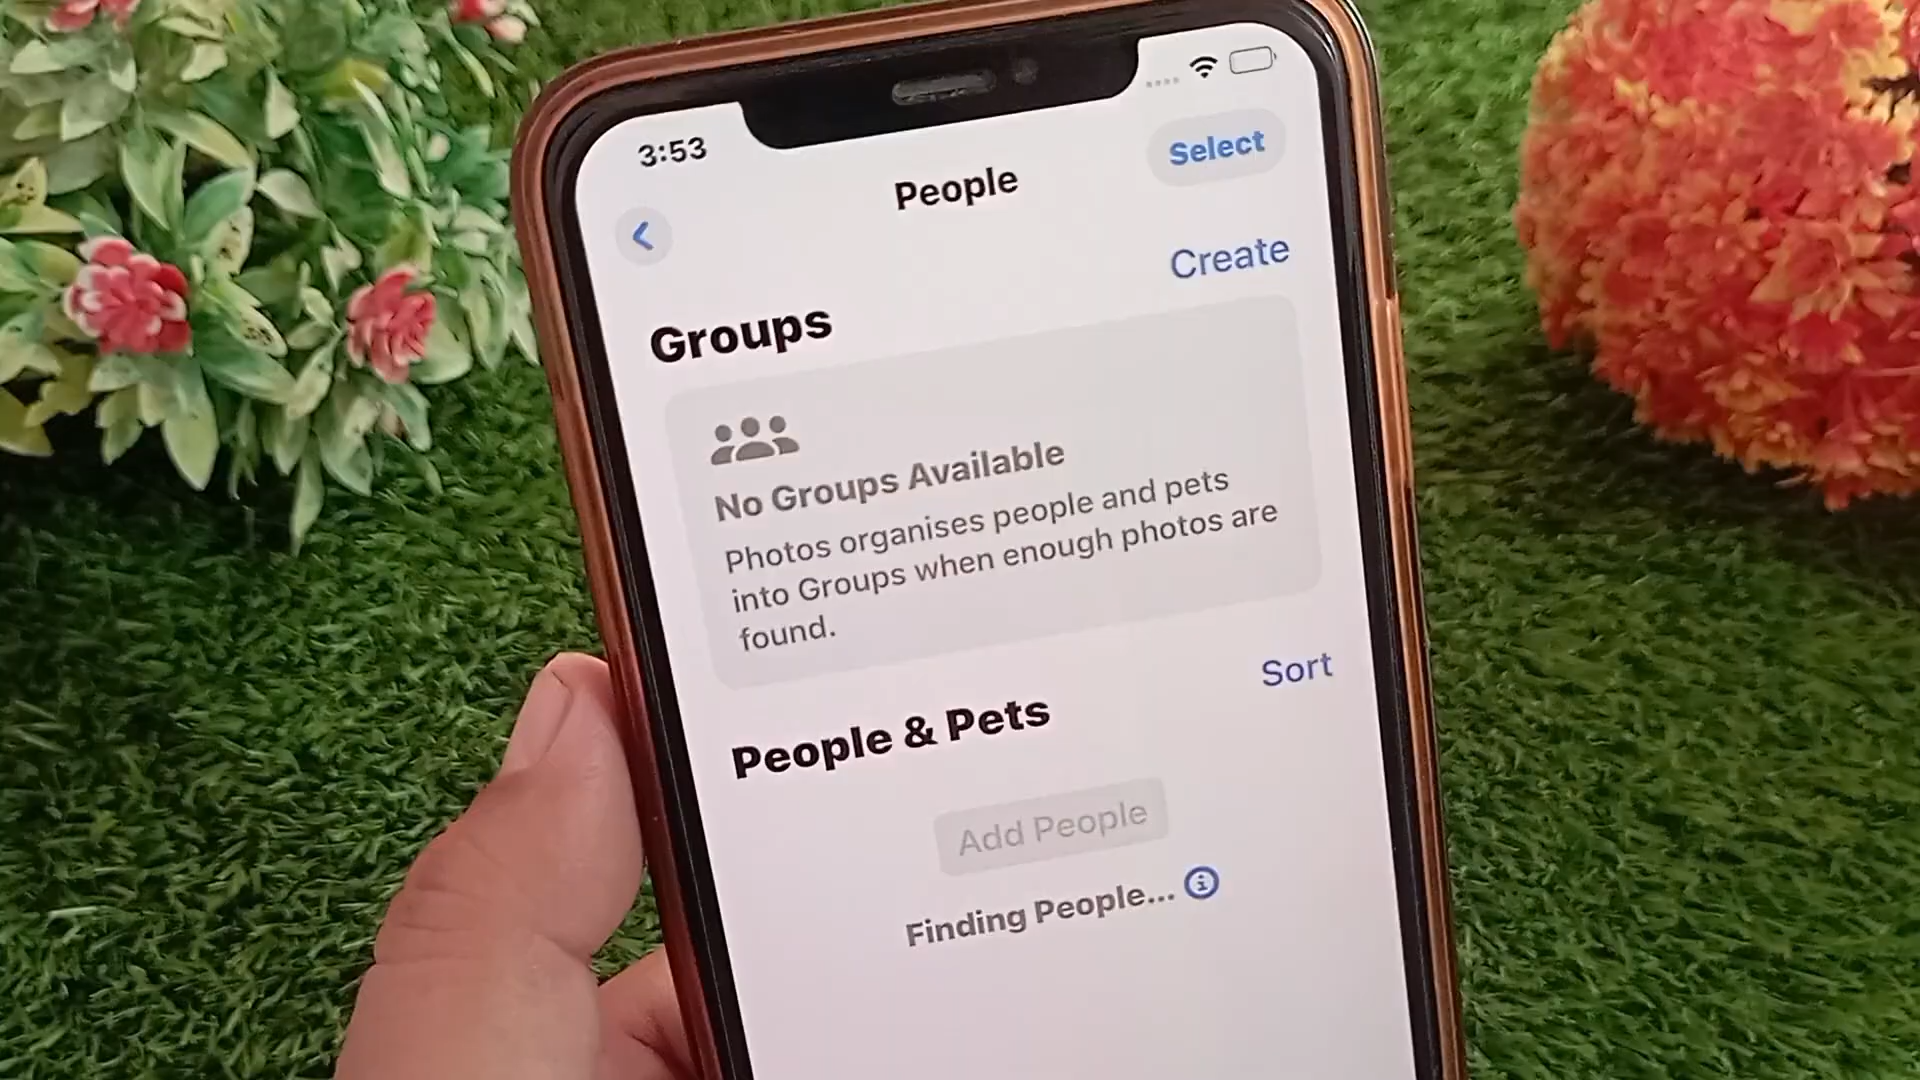 3:53
Select
People
Create
Groups
No Groups Available
Photos organises people and pets
into Groups when enough photos are
found.
Sort
People & Pets
Add People
Finding People...